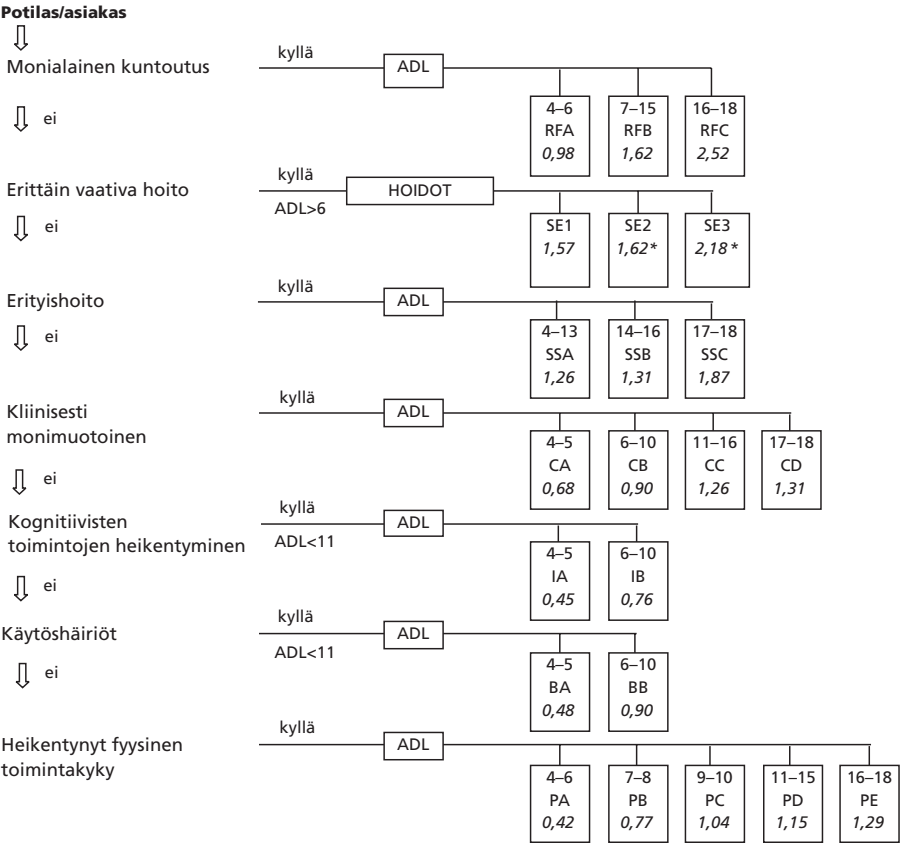 Potilas/asiakas
Monialainen kuntoutus
kyllä
ADL
4–6
RFA
0,98
7–15
RFB
1,62
16–18
RFC
2,52
ei
Erittäin vaativa hoito
kyllä
ADL>6
HOIDOT
SE1
1,57
SE2
1,62*
SE3
2,18*
ei
Erityishoito
kyllä
ADL
4–13
SSA
1,26
14–16
SSB
1,31
17–18
SSC
1,87
ei
Kliinisesti
monimuotoinen
kyllä
ADL
4–5
CA
0,68
6–10
CB
0,90
11–16
CC
1,26
17–18
CD
1,31
ei
Kognitiivisten
toimintojen heikentyminen
kyllä
ADL<11
ADL
4–5
IA
0,45
6–10
IB
0,76
ei
Käytöshäiriöt
kyllä
ADL<11
ADL
4–5
BA
0,48
6–10
BB
0,90
ei
Heikentynyt fyysinen
toimintakyky
kyllä
ADL
4–6
PA
0,42
7–8
PB
0,77
9–10
PC
1,04
11–15
PD
1,15
16–18
PE
1,29